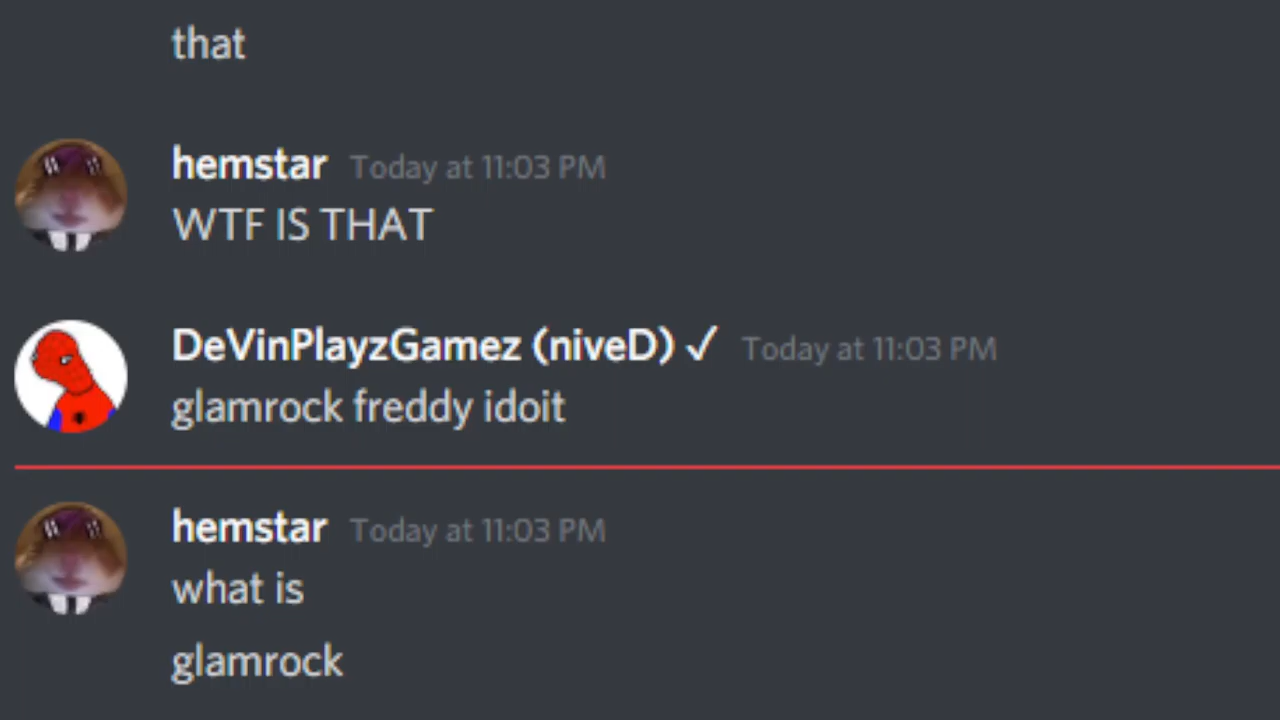 that
hemstar Today at 11:03 PM
WTF IS THAT
DeVinPlayzGamez (niveD) ✓ Today at 11:03 PM
glamrock freddy idoit
hemstar Today at 11:03 PM
what is
glamrock